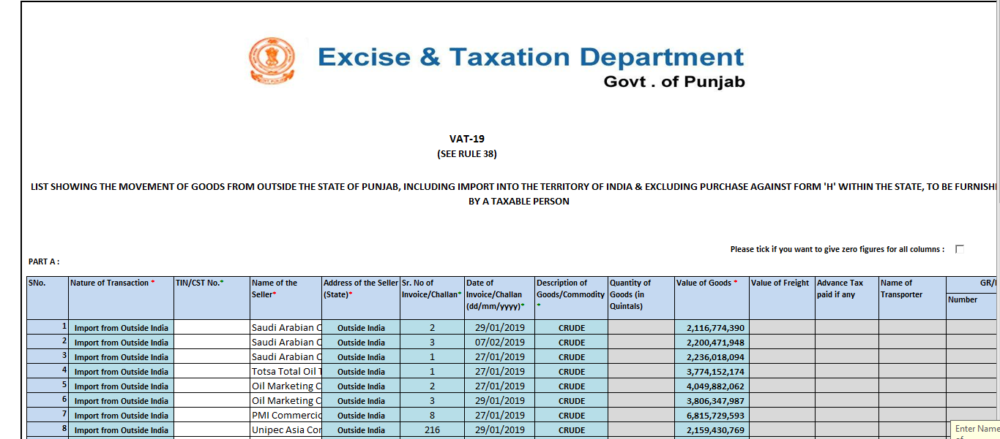 Excise & Taxation Department
Govt . of Punjab
VAT-19
(SEE RULE 38)
LIST SHOWING THE MOVEMENT OF GOODS FROM OUTSIDE THE STATE OF PUNJAB, INCLUDING IMPORT INTO THE TERRITORY OF INDIA & EXCLUDING PURCHASE AGAINST FORM 'H' WITHIN THE STATE, TO BE FURNISH
BY A TAXABLE PERSON
Please tick if you want to give zero figures for all columns :
PART A :
SNo. Nature of Transaction * TIN/CST No.* Name of the Seller* Address of the Seller (State)* Sr. No of Invoice/Challan* Date of Invoice/Challan (dd/mm/yyyy)* Description of Goods/Commodity * Quantity of Goods (in Quintals) Value of Goods * Value of Freight Advance Tax paid if any Name of Transporter GR/ Number
1 Import from Outside India Saudi Arabian C Outside India 2 29/01/2019 CRUDE 2,116,774,390
2 Import from Outside India Saudi Arabian C Outside India 3 07/02/2019 CRUDE 2,200,471,948
3 Import from Outside India Saudi Arabian C Outside India 1 27/01/2019 CRUDE 2,236,018,094
4 Import from Outside India Totsa Total Oil T Outside India 1 27/01/2019 CRUDE 3,774,152,174
5 Import from Outside India Oil Marketing C Outside India 2 27/01/2019 CRUDE 4,049,882,062
6 Import from Outside India Oil Marketing C Outside India 3 29/01/2019 CRUDE 3,806,347,987
7 Import from Outside India PMI Commercic Outside India 8 27/01/2019 CRUDE 6,815,729,593
8 Import from Outside India Unipec Asia Cor Outside India 216 29/01/2019 CRUDE 2,159,430,769
Enter Name